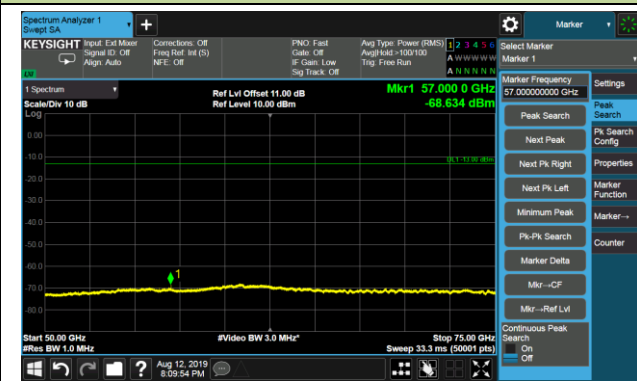 Spectrum Analyzer 1
Swept SA
+
Marker
KEYSIGHT
Input: Ext Mixer
Signal ID: Off
Align: Auto
Corrections: Off
Freq Ref: Int (S)
NFE: Off
PNO: Fast
Gate: Off
IF Gain: Low
Sig Track: Off
Avg Type: Power (RMS)
Avg|Hold:>100/100
Trig: Free Run
1 2 3 4 5 6
A W W W W W
A N N N N N
Select Marker
Marker 1
1 Spectrum
Scale/Div 10 dB
Log
Ref Lvl Offset 11.00 dB
Ref Level 10.00 dBm
Mkr1 57.000 0 GHz
-68.634 dBm
0.00
-10.0
DL1 -13.00 dBm
-20.0
-30.0
-40.0
-50.0
-60.0
1
-70.0
-80.0
Start 50.00 GHz
#Res BW 1.0 MHz
#Video BW 3.0 MHz*
Stop 75.00 GHz
Sweep 33.3 ms (50001 pts)
Marker Frequency
57.000000000 GHz
Peak Search
Next Peak
Next Pk Right
Next Pk Left
Minimum Peak
Pk-Pk Search
Marker Delta
Mkr→CF
Mkr→Ref Lvl
Continuous Peak
Search
On
Off
Settings
Peak
Search
Pk Search
Config
Properties
Marker
Function
Marker→
Counter
?
Aug 12, 2019
8:09:54 PM